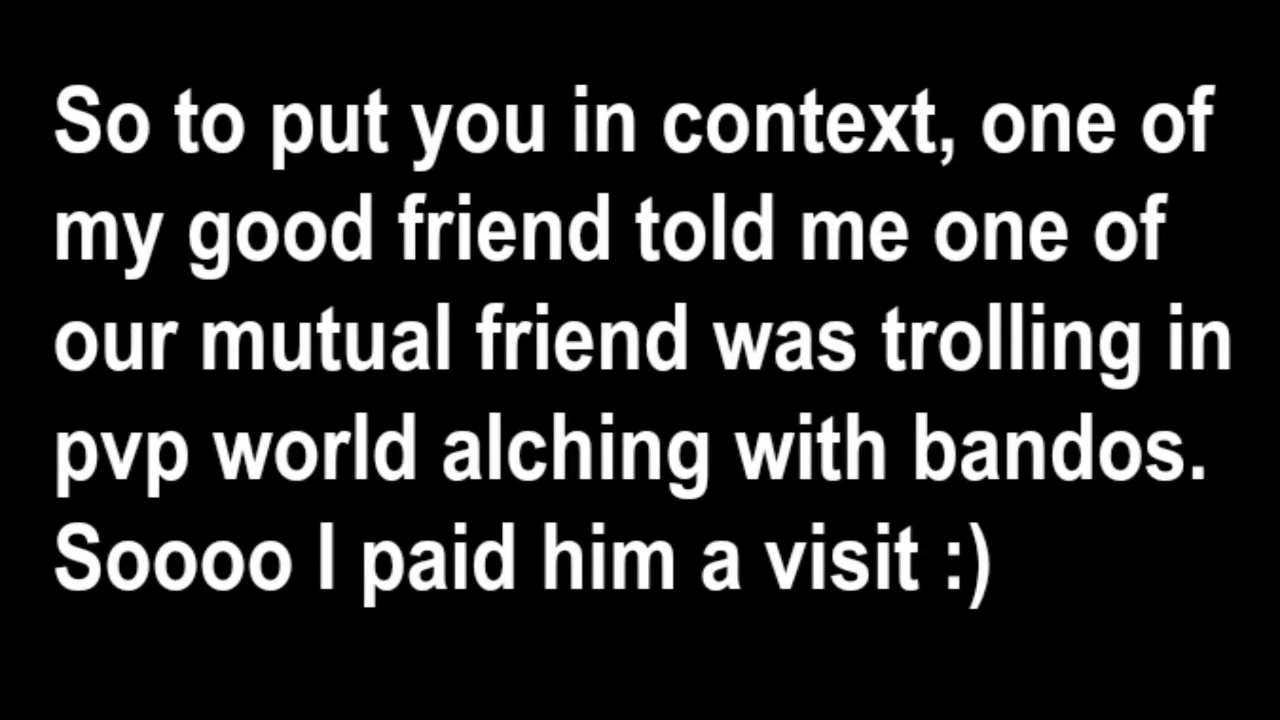 So to put you in context, one of
my good friend told me one of
our mutual friend was trolling in
pvp world alching with bandos.
Soooo I paid him a visit :)